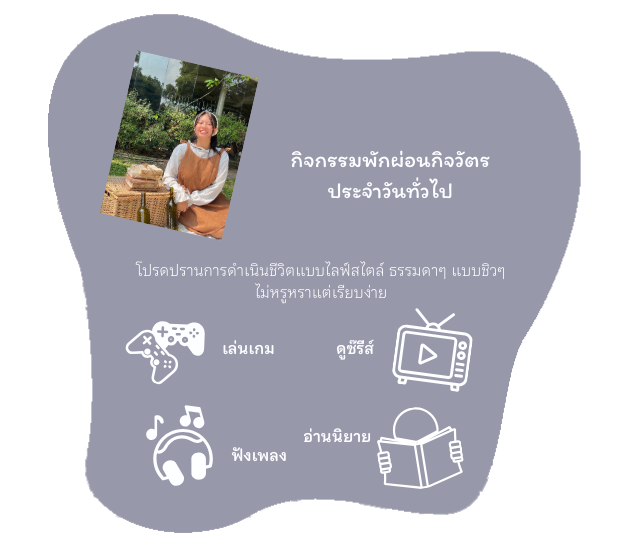 กิจกรรมพักผ่อนกิจวัตร
ประจำวันทั่วไป
โปรดปรานการดำเนินชีวิตแบบไลฟ์สไตล์ ธรรมดาๆ แบบชิวๆ
ไม่หรูหราแต่เรียบง่าย
เล่นเกม
ดูซีรีส์
อ่านนิยาย
ฟังเพลง